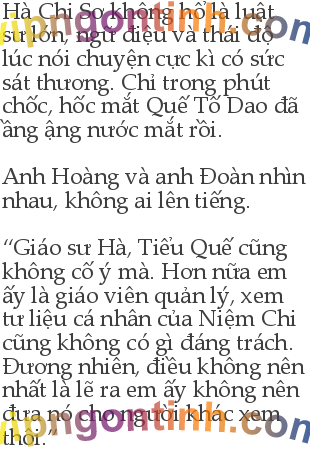 Hà Chi Sơ không nổ là luật
sư lớn, ngữ điệu và thái độ
lúc nói chuyện cực kì có sức
sát thương. Chỉ trong phút
chốc, hốc mắt Quế Tố Dao đã
ầng ậng nước mắt rồi.
Anh Hoàng và anh Đoàn nhìn
nhau, không ai lên tiếng.
“Giáo sư Hà, Tiểu Quế cũng
không cố ý mà. Hơn nữa em
ấy là giáo viên quản lý, xem
tư liệu cá nhân của Niệm Chi
cũng không có gì đáng trách.
Đương nhiên, điều không nên
nhất là lẽ ra em ấy không nên
đưa nó cho người khác xem
thôi.”
vipngontinh.com
vipngontinh.com